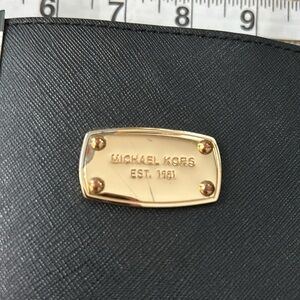 6 7 8 9
MICHAEL KORS
EST. 1981